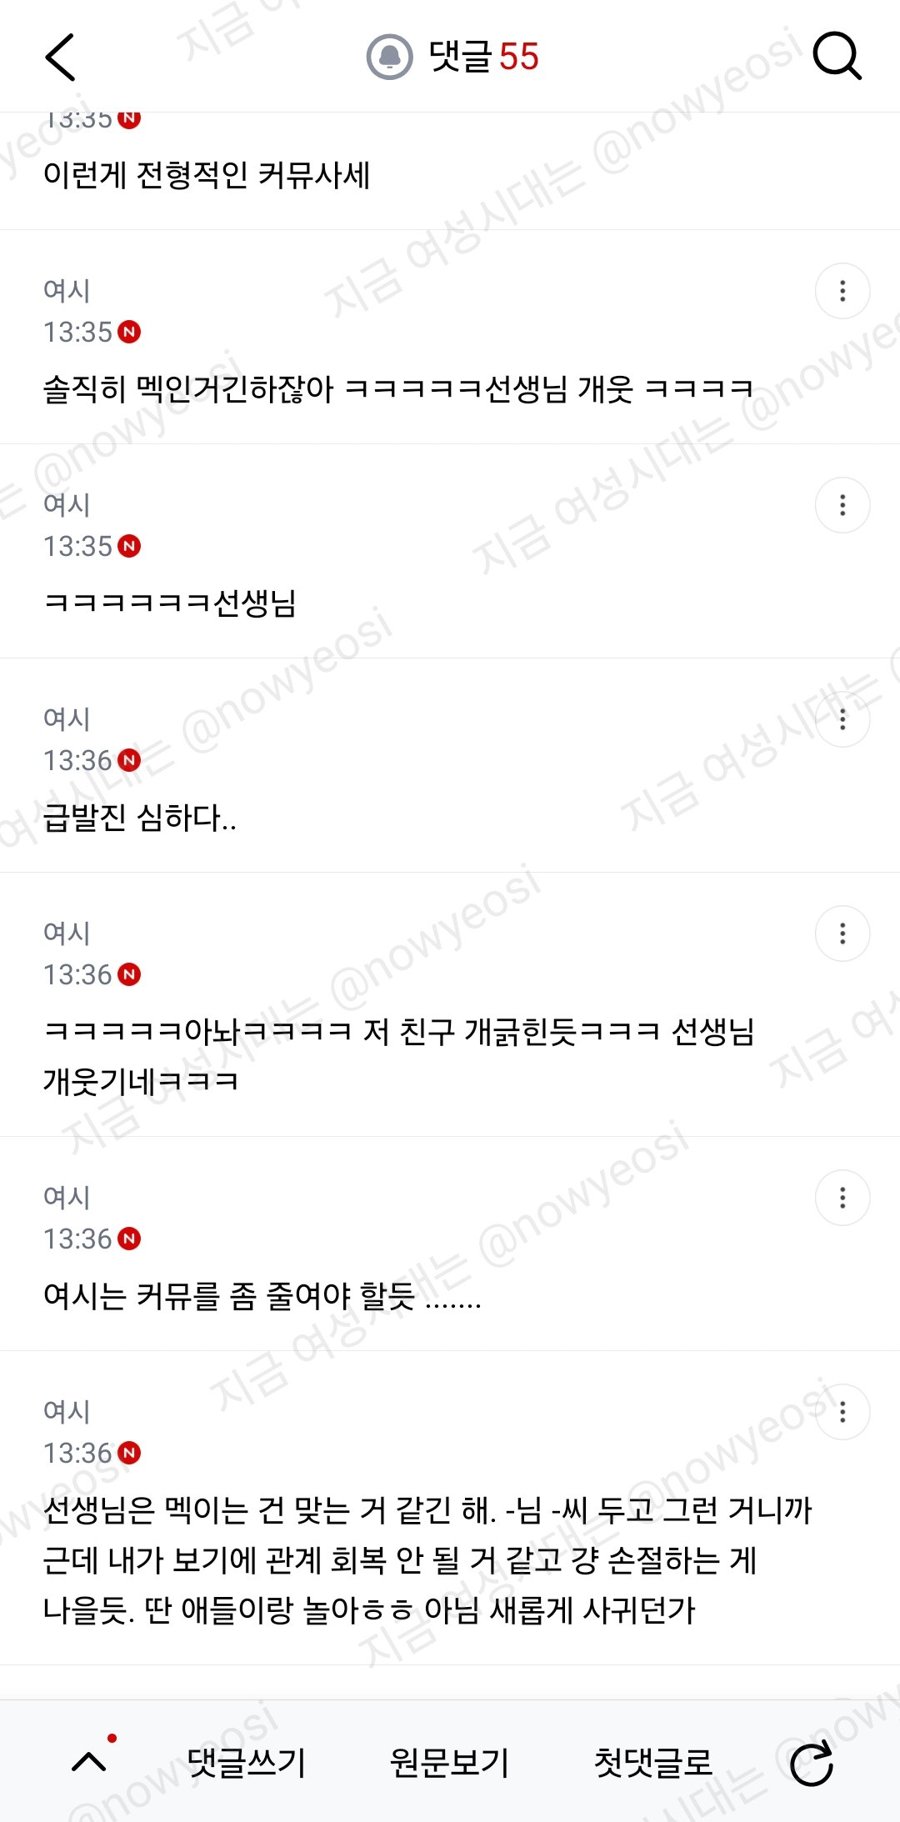 댓글 55
13:35 N
이런게 전형적인 커뮤사세
여시
13:35 N
솔직히 멕인거긴하잖아 ㅋㅋㅋㅋㅋ선생님 개웃 ㅋㅋㅋㅋ
여시
13:35 N
ㅋㅋㅋㅋㅋㅋ선생님
여시
13:36 N
급발진 심하다..
여시
13:36 N
ㅋㅋㅋㅋㅋ아놔ㅋㅋㅋㅋ 저 친구 개긁힌듯ㅋㅋㅋ 선생님
개웃기네ㅋㅋㅋ
여시
13:36 N
여시는 커뮤를 좀 줄여야 할듯 .......
여시
13:36 N
선생님은 멕이는 건 맞는 거 같긴 해. -님 -씨 두고 그런 거니까
근데 내가 보기에 관계 회복 안 될 거 같고 걍 손절하는 게
나을듯. 딴 애들이랑 놀아ㅎㅎ 아님 새롭게 사귀던가
댓글쓰기 원문보기 첫댓글로
지금 여성시대는 @nowyeosi